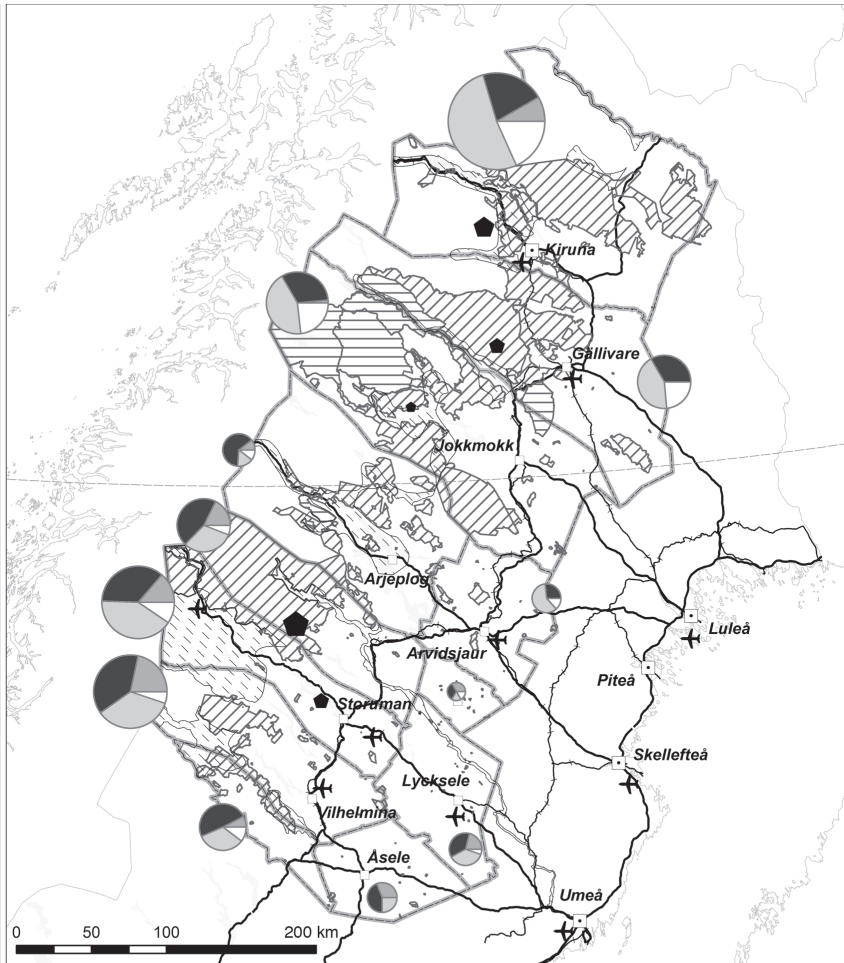 Kiruna
Gällivare
Jokkmokk
Arjeplog
Luleå
Arvidsjaur
Piteå
Storuman
Skellefteå
Lycksele
Vilhelmina
Åsele
Umeå
0 50 100 200 km